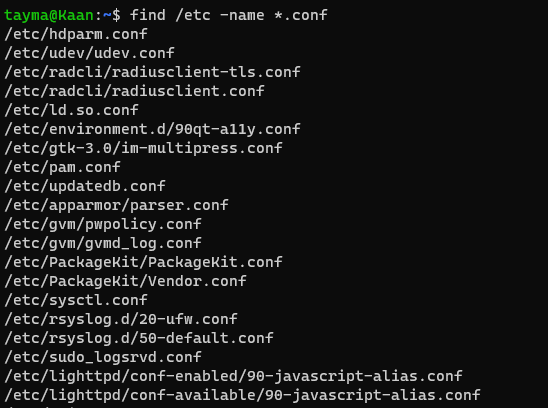 tayma@Kaan:~$ find /etc -name *.conf
/etc/hdparm.conf
/etc/udev/udev.conf
/etc/radcli/radiusclient-tls.conf
/etc/radcli/radiusclient.conf
/etc/ld.so.conf
/etc/environment.d/90qt-a11y.conf
/etc/gtk-3.0/im-multipress.conf
/etc/pam.conf
/etc/updatedb.conf
/etc/apparmor/parser.conf
/etc/gvm/pwpolicy.conf
/etc/gvm/gvmd_log.conf
/etc/PackageKit/PackageKit.conf
/etc/PackageKit/Vendor.conf
/etc/sysctl.conf
/etc/rsyslog.d/20-ufw.conf
/etc/rsyslog.d/50-default.conf
/etc/sudo_logsrvd.conf
/etc/lighttpd/conf-enabled/90-javascript-alias.conf
/etc/lighttpd/conf-available/90-javascript-alias.conf